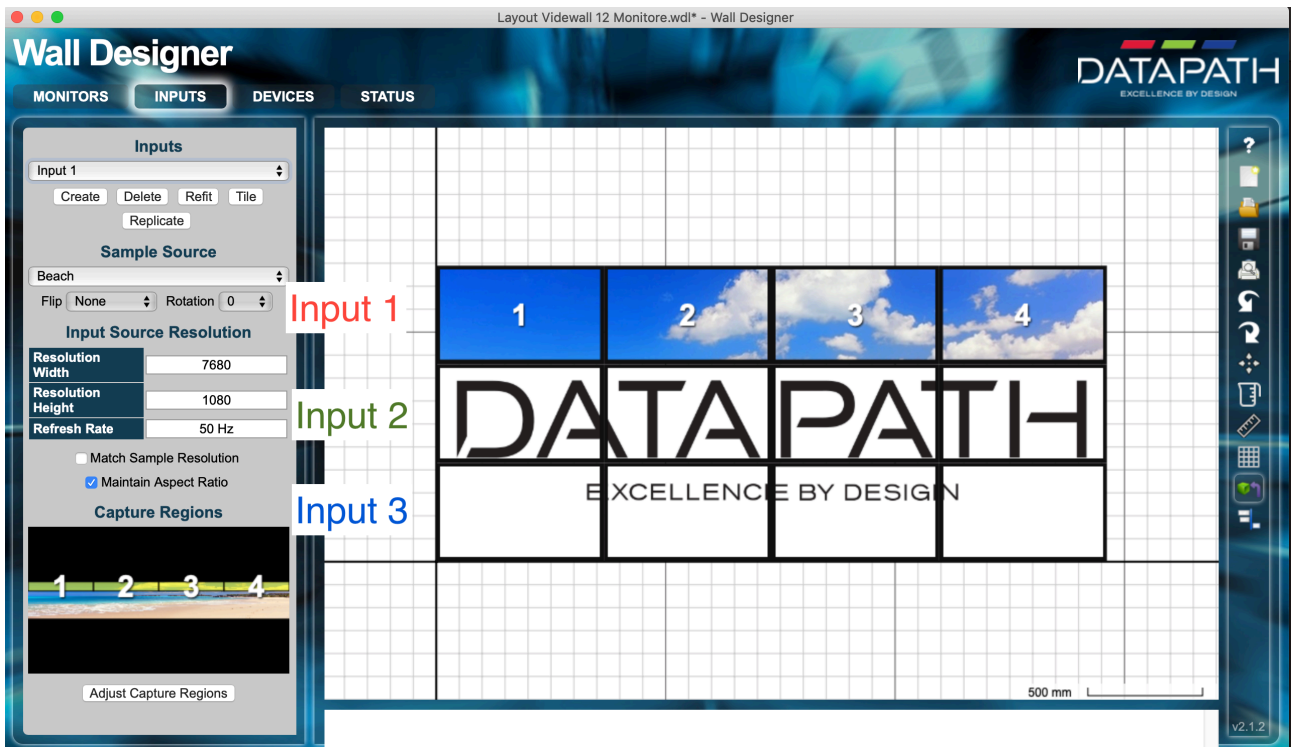 Layout Videwall 12 Monitore.wdl* - Wall Designer
Wall Designer
DATAPATH
EXCELLENCE BY DESIGN
MONITORS INPUTS DEVICES STATUS
Inputs
Input 1
Create Delete Refit Tile
Replicate
Sample Source
Beach
Flip None Rotation 0
Input Source Resolution
Resolution Width 7680
Resolution Height 1080
Refresh Rate 50 Hz
Match Sample Resolution
Maintain Aspect Ratio
Capture Regions
1 2 3 4
Adjust Capture Regions
Input 1
Input 2
Input 3
1 2 3 4
DATAPATH
EXCELLENCE BY DESIGN
500 mm
?
v2.1.2